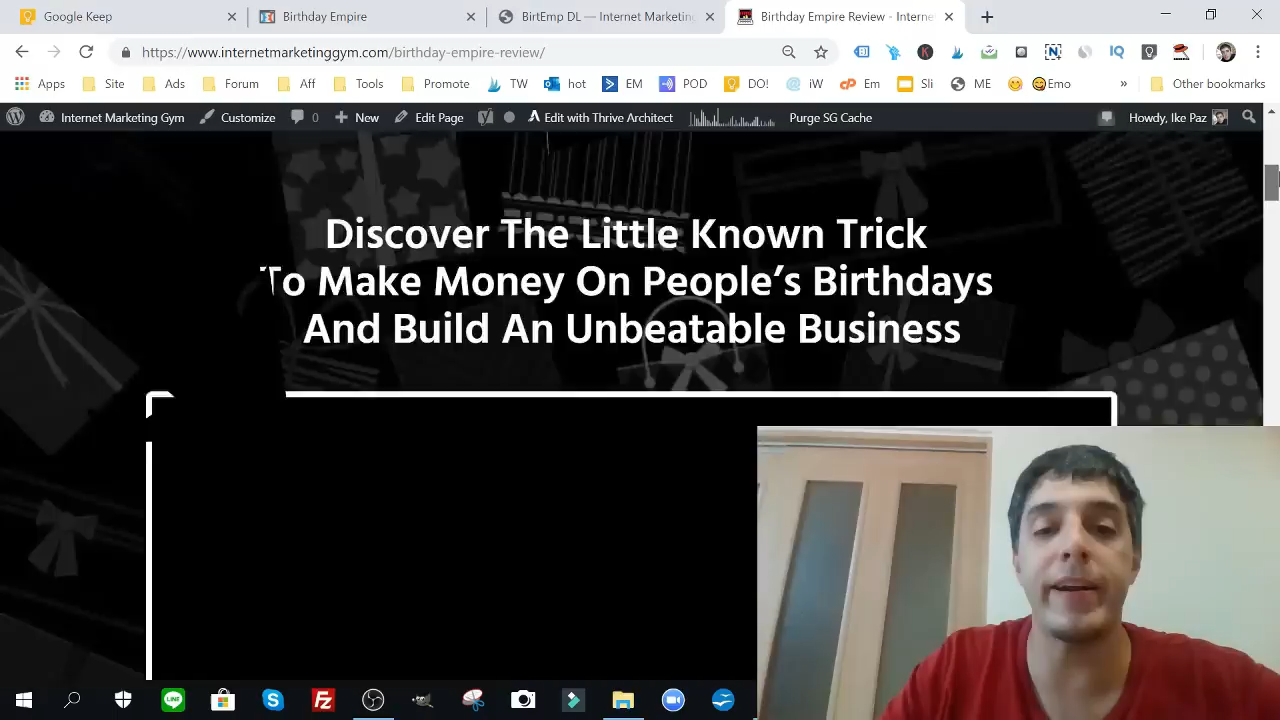 Google Keep
Birthday Empire
BirtEmp DL — Internet Marketing
Birthday Empire Review - Interne
https://www.internetmarketinggym.com/birthday-empire-review/
Apps Site Ads Forum Aff Tools Promoti TW hot EM POD DO! iW Em Sli ME Emo » Other bookmarks
Internet Marketing Gym Customize 0 New Edit Page Edit with Thrive Architect Purge SG Cache Howdy, Ike Paz
Discover The Little Known Trick
To Make Money On People’s Birthdays
And Build An Unbeatable Business